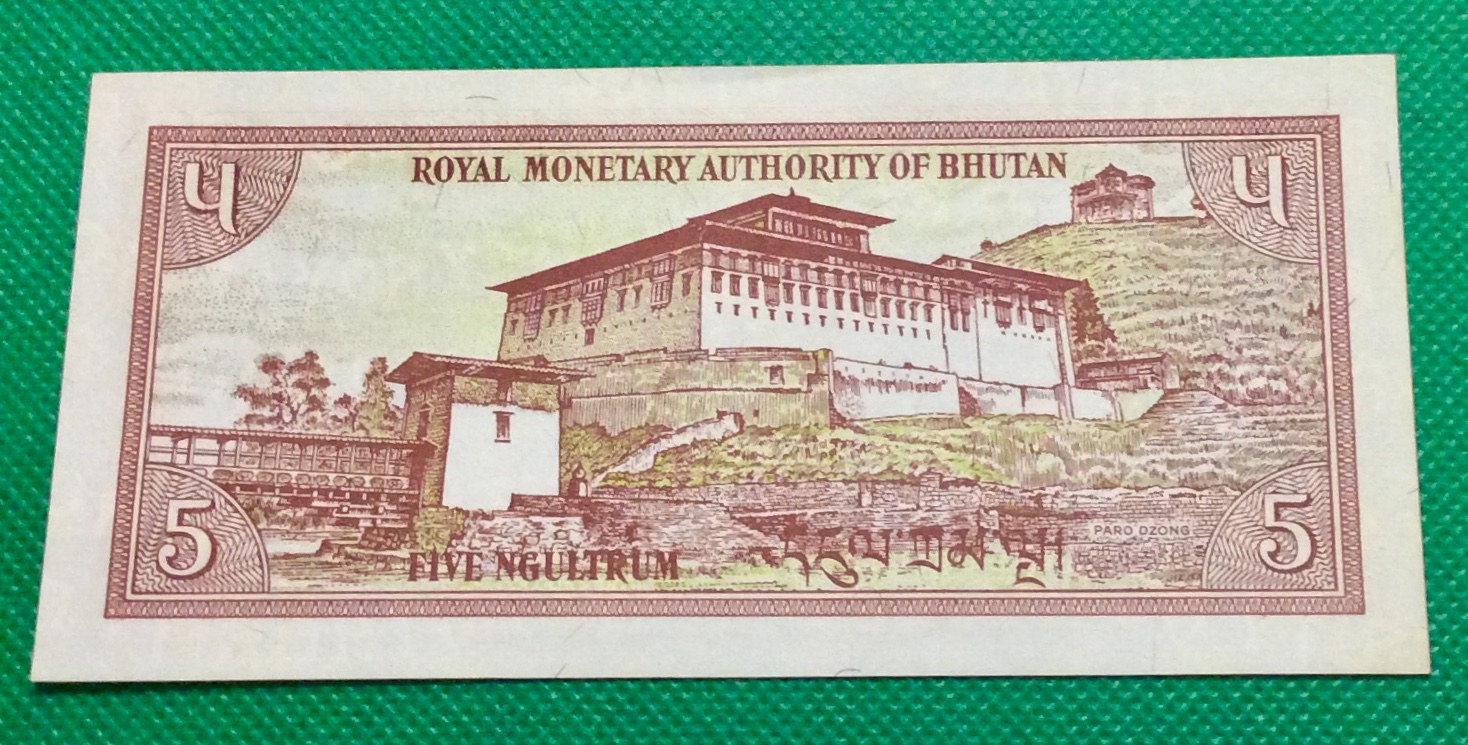 ༥ ROYAL MONETARY AUTHORITY OF BHUTAN ༥
PARO DZONG
5 FIVE NGULTRUM དངུལ་ཀྲམ་ལྔ། 5